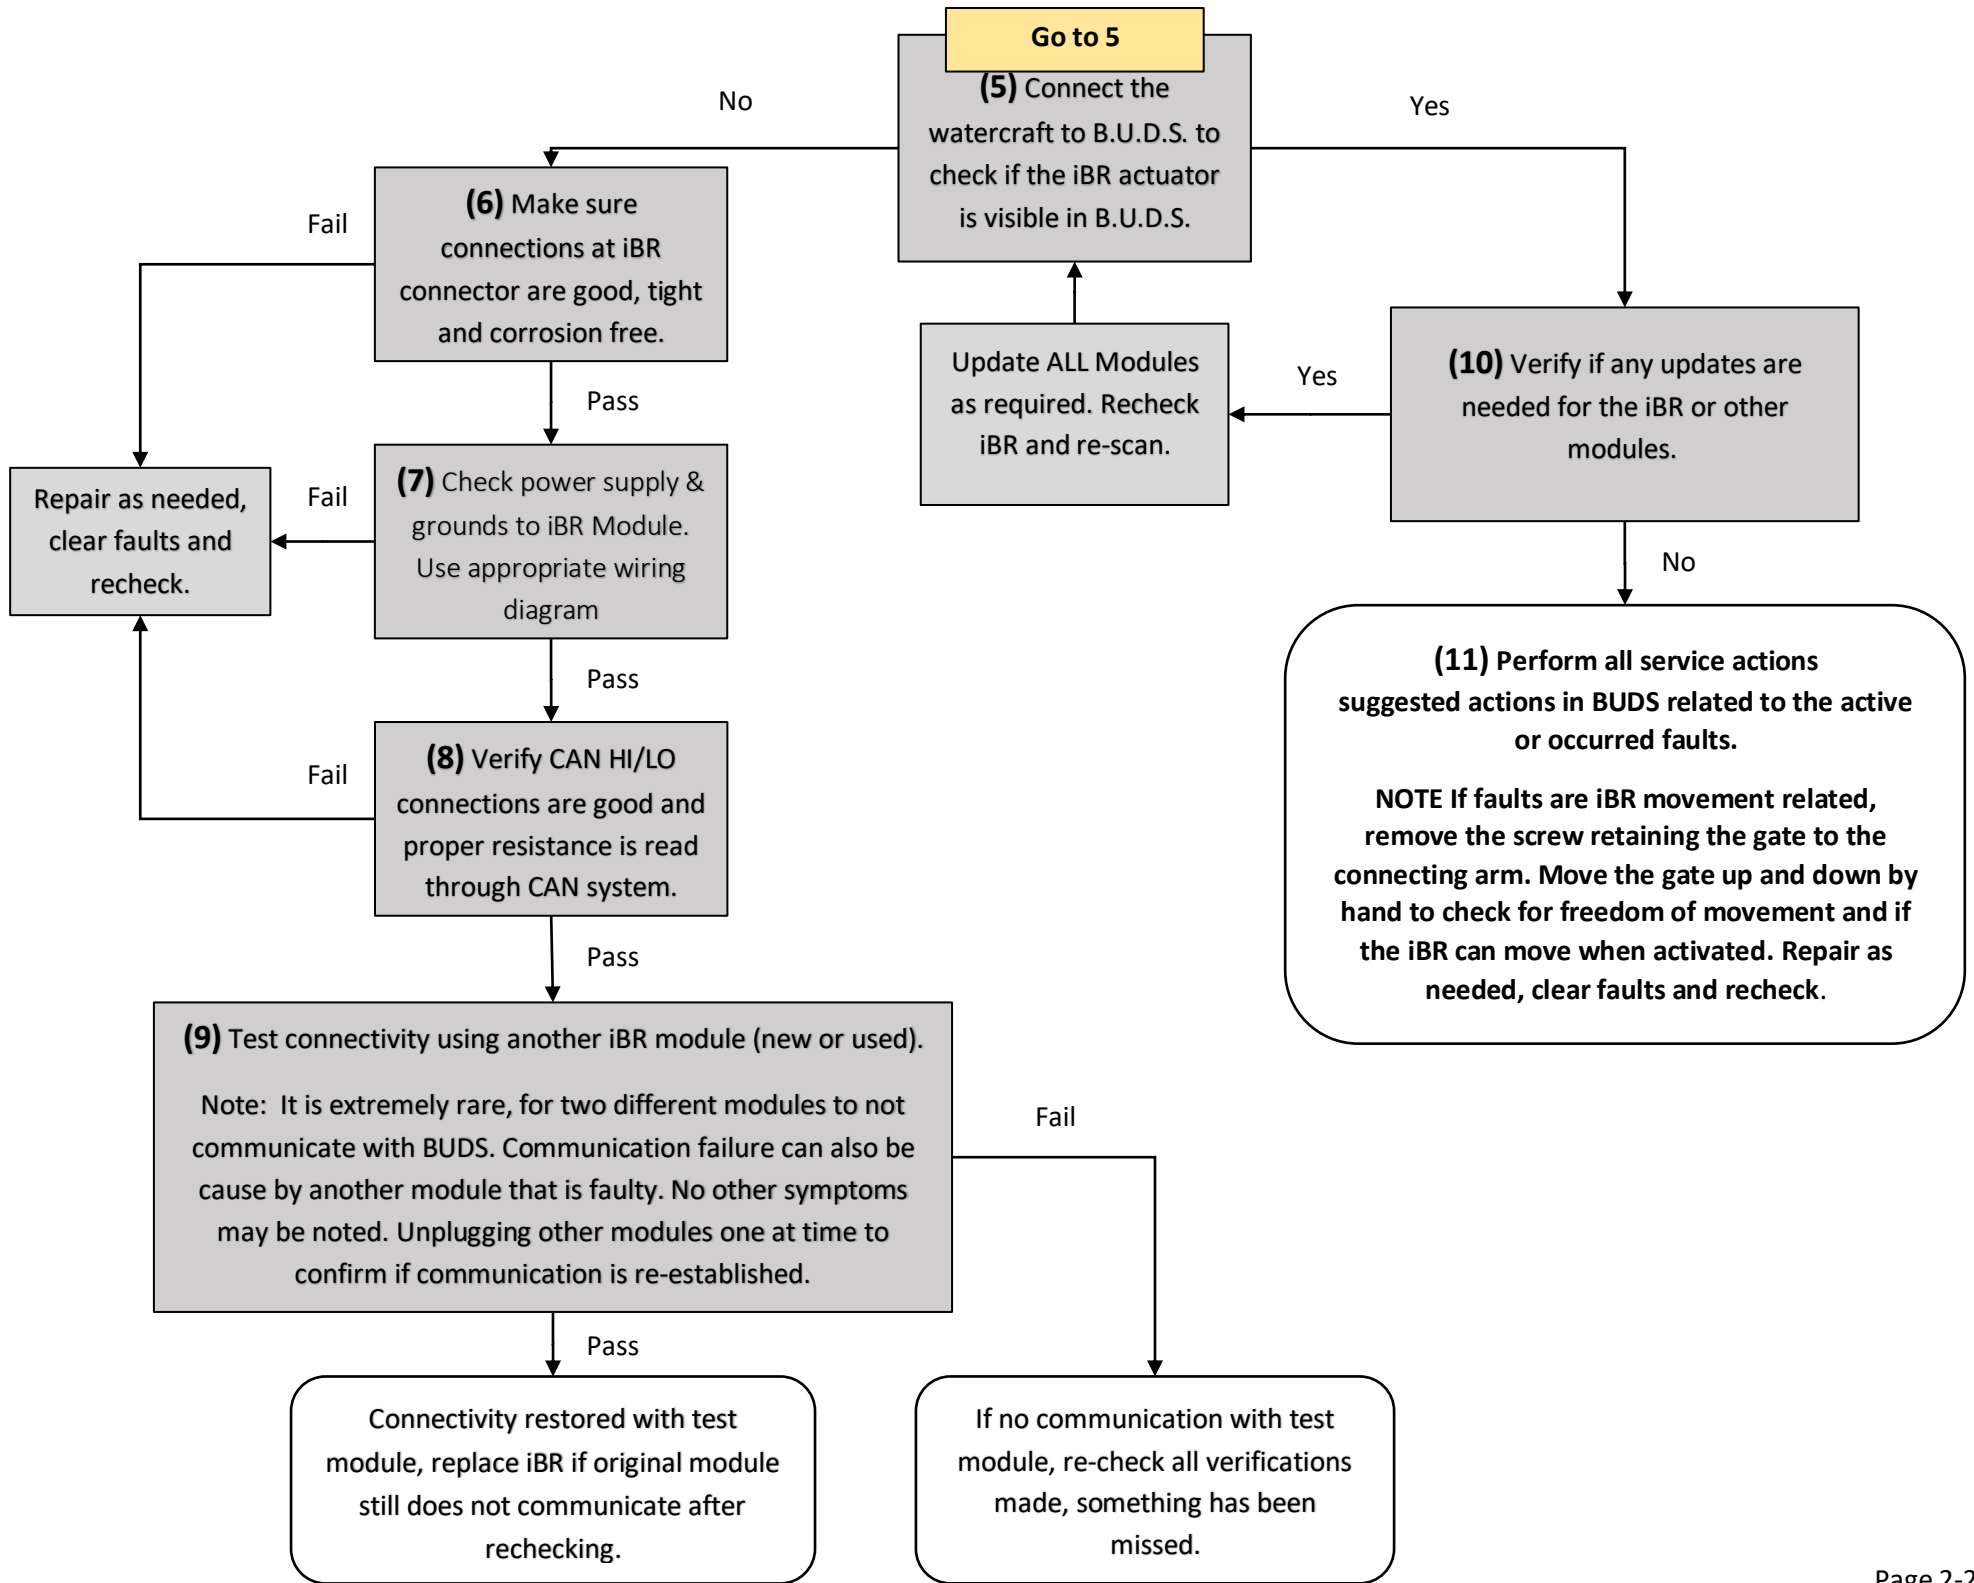 Go to 5
(5) Connect the
watercraft to B.U.D.S. to
check if the iBR actuator
is visible in B.U.D.S.
No
Yes
(6) Make sure
connections at iBR
connector are good, tight
and corrosion free.
Fail
Pass
Update ALL Modules
as required. Recheck
iBR and re-scan.
Yes
(10) Verify if any updates are
needed for the iBR or other
modules.
No
Repair as needed,
clear faults and
recheck.
Fail
(7) Check power supply &
grounds to iBR Module.
Use appropriate wiring
diagram
Pass
(11) Perform all service actions
suggested actions in BUDS related to the active
or occurred faults.
NOTE If faults are iBR movement related,
remove the screw retaining the gate to the
connecting arm. Move the gate up and down by
hand to check for freedom of movement and if
the iBR can move when activated. Repair as
needed, clear faults and recheck.
Fail
(8) Verify CAN HI/LO
connections are good and
proper resistance is read
through CAN system.
Pass
(9) Test connectivity using another iBR module (new or used).
Note: It is extremely rare, for two different modules to not
communicate with BUDS. Communication failure can also be
cause by another module that is faulty. No other symptoms
may be noted. Unplugging other modules one at time to
confirm if communication is re-established.
Fail
Pass
Connectivity restored with test
module, replace iBR if original module
still does not communicate after
rechecking.
If no communication with test
module, re-check all verifications
made, something has been
missed.
Page 2-2